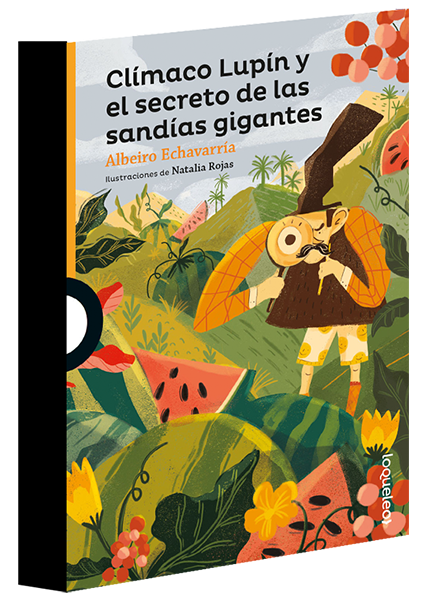 Clímaco Lupín y
el secreto de las
sandías gigantes
Albeiro Echavarría
Ilustraciones de Natalia Rojas
loqueleo